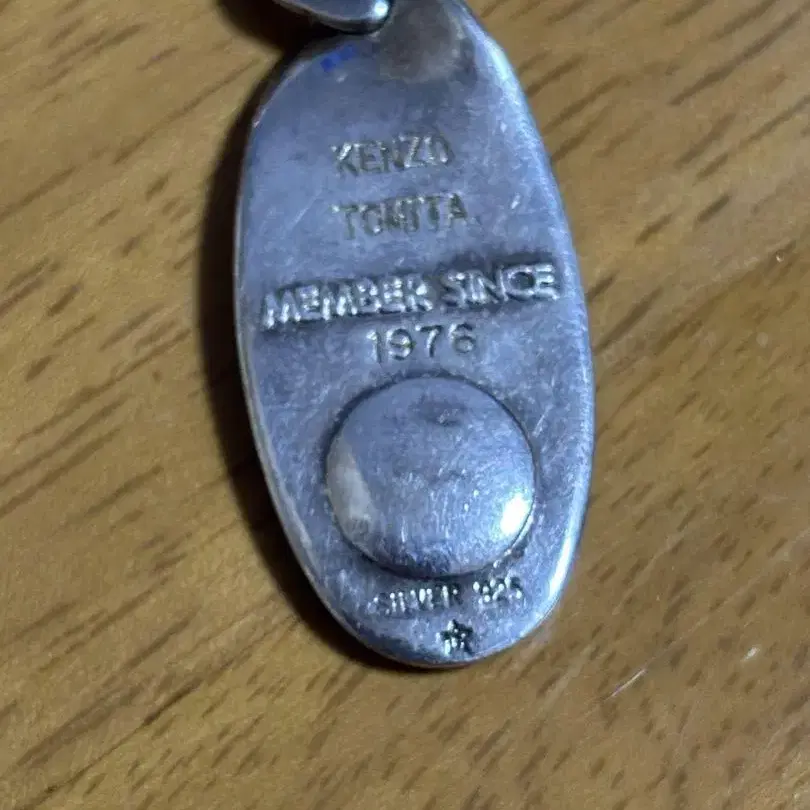 KENZO
TOMITA
MEMBER SINCE
1976
SILVER 925